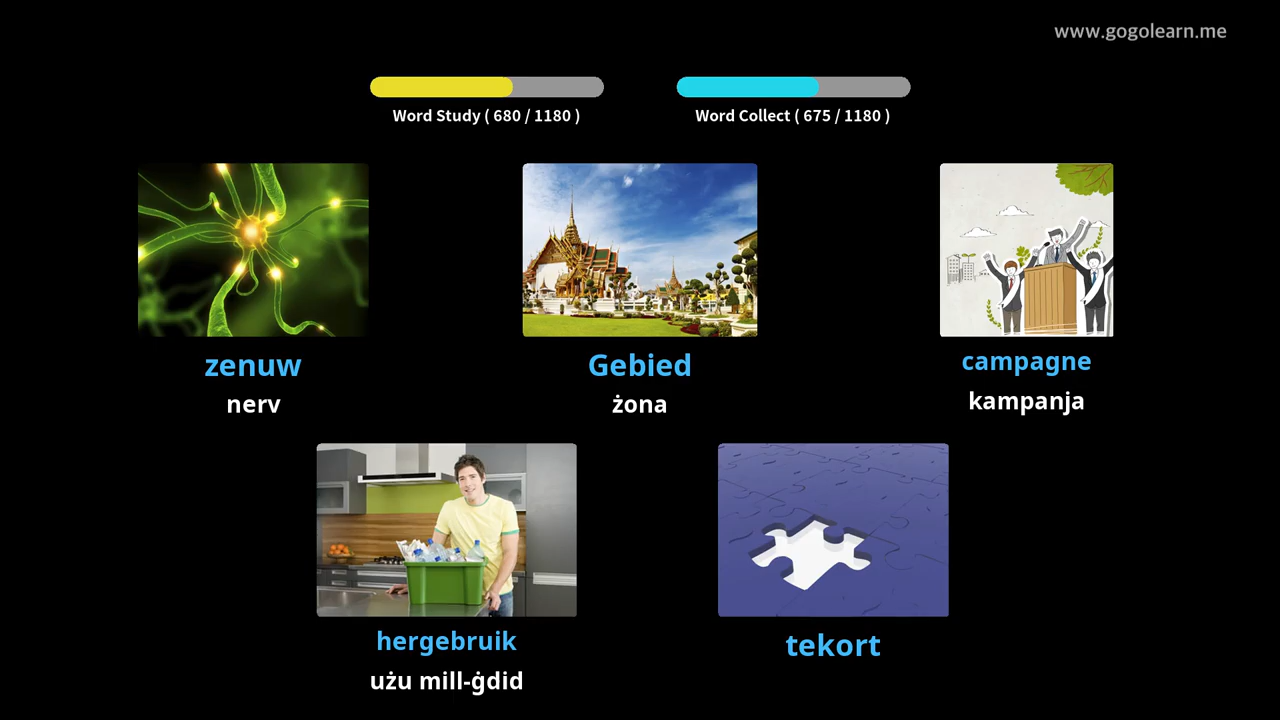 www.gogolearn.me
Word Study ( 680 / 1180 )
Word Collect ( 675 / 1180 )
zenuw
nerv
Gebied
żona
campagne
kampanja
hergebruik
użu mill-ġdid
tekort